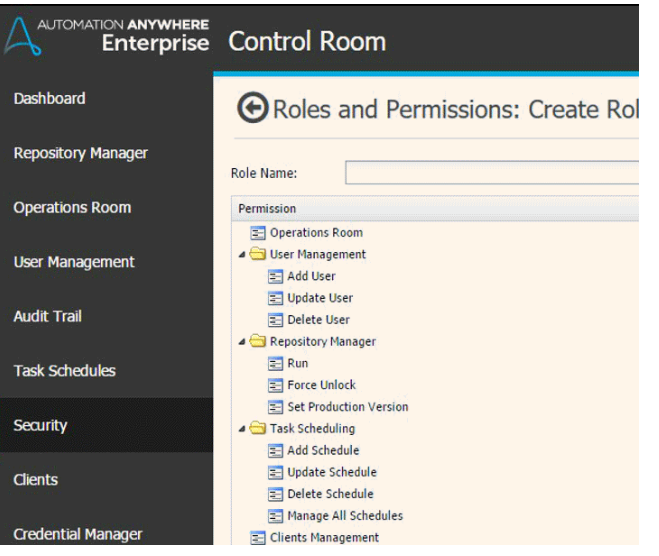 AUTOMATION ANYWHERE
Enterprise
Control Room
Dashboard
Repository Manager
Operations Room
User Management
Audit Trail
Task Schedules
Security
Clients
Credential Manager
Roles and Permissions: Create Rol
Role Name:
Permission
Operations Room
User Management
Add User
Update User
Delete User
Repository Manager
Run
Force Unlock
Set Production Version
Task Scheduling
Add Schedule
Update Schedule
Delete Schedule
Manage All Schedules
Clients Management